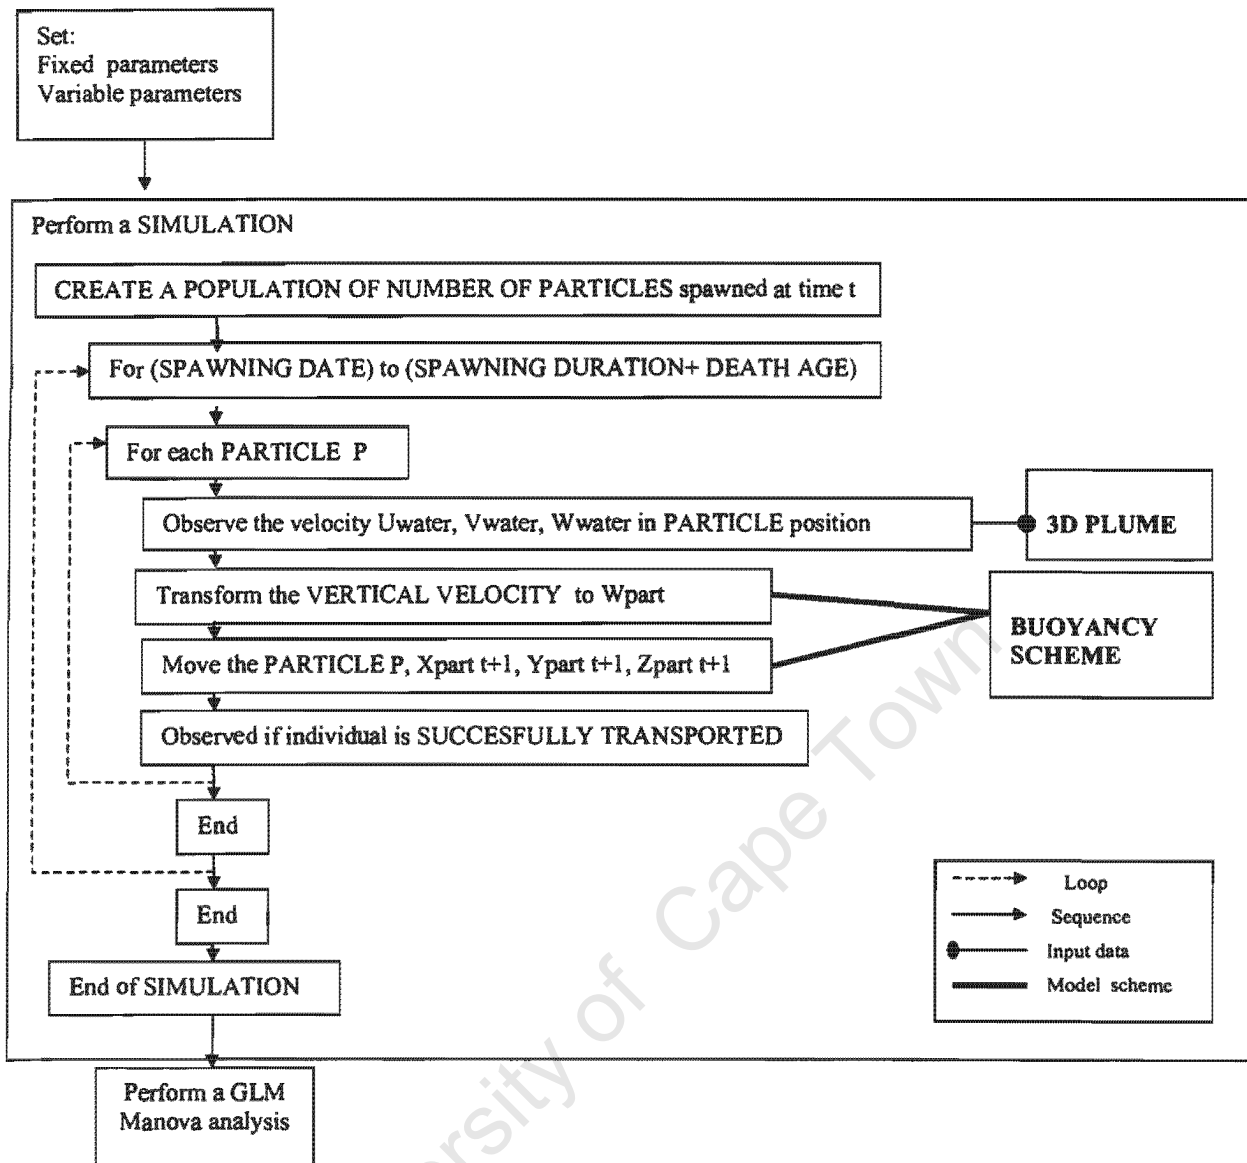 Set:
Fixed parameters
Variable parameters
Perform a SIMULATION
CREATE A POPULATION OF NUMBER OF PARTICLES spawned at time t
For (SPAWNING DATE) to (SPAWNING DURATION+ DEATH AGE)
For each PARTICLE P
Observe the velocity Uwater, Vwater, Wwater in PARTICLE position
3D PLUME
Transform the VERTICAL VELOCITY to Wpart
BUOYANCY
SCHEME
Move the PARTICLE P, Xpart t+1, Ypart t+1, Zpart t+1
Observed if individual is SUCCESFULLY TRANSPORTED
End
End
End of SIMULATION
Loop
Sequence
Input data
Model scheme
Perform a GLM
Manova analysis
ersity of Cape Town